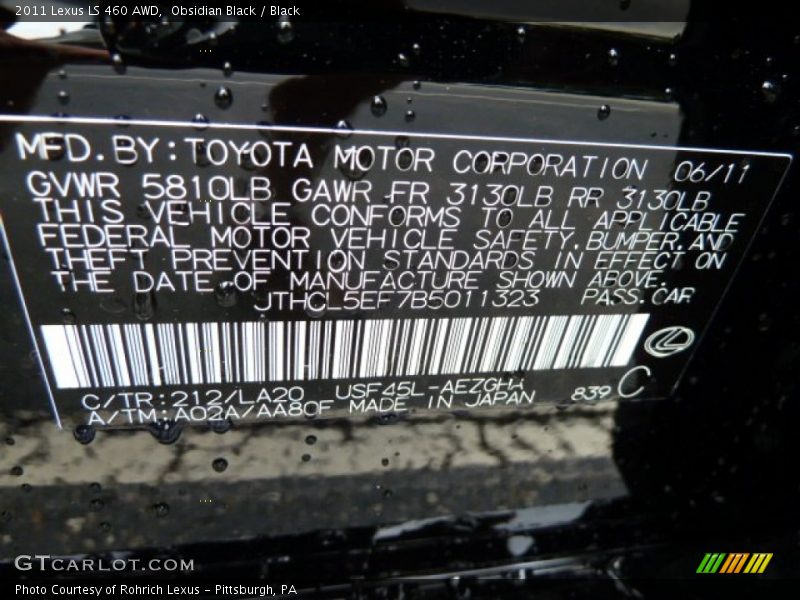 2011 Lexus LS 460 AWD,  Obsidian Black / Black
MFD. BY: TOYOTA MOTOR CORPORATION 06/11
GVWR 5810LB GAWR FR 3130LB RR 3130LB
THIS VEHICLE CONFORMS TO ALL APPLICABLE
FEDERAL MOTOR VEHICLE SAFETY, BUMPER, AND
THEFT PREVENTION STANDARDS IN EFFECT ON
THE DATE OF MANUFACTURE SHOWN ABOVE.
JTHCL5EF7B5011323 PASS. CAR
C/TR: 212/LA20 USF45L-AEZGHA
A/TM: A02A/AA80F MADE IN JAPAN 839 C
GTCARLOT.COM
Photo Courtesy of Rohrich Lexus - Pittsburgh, PA